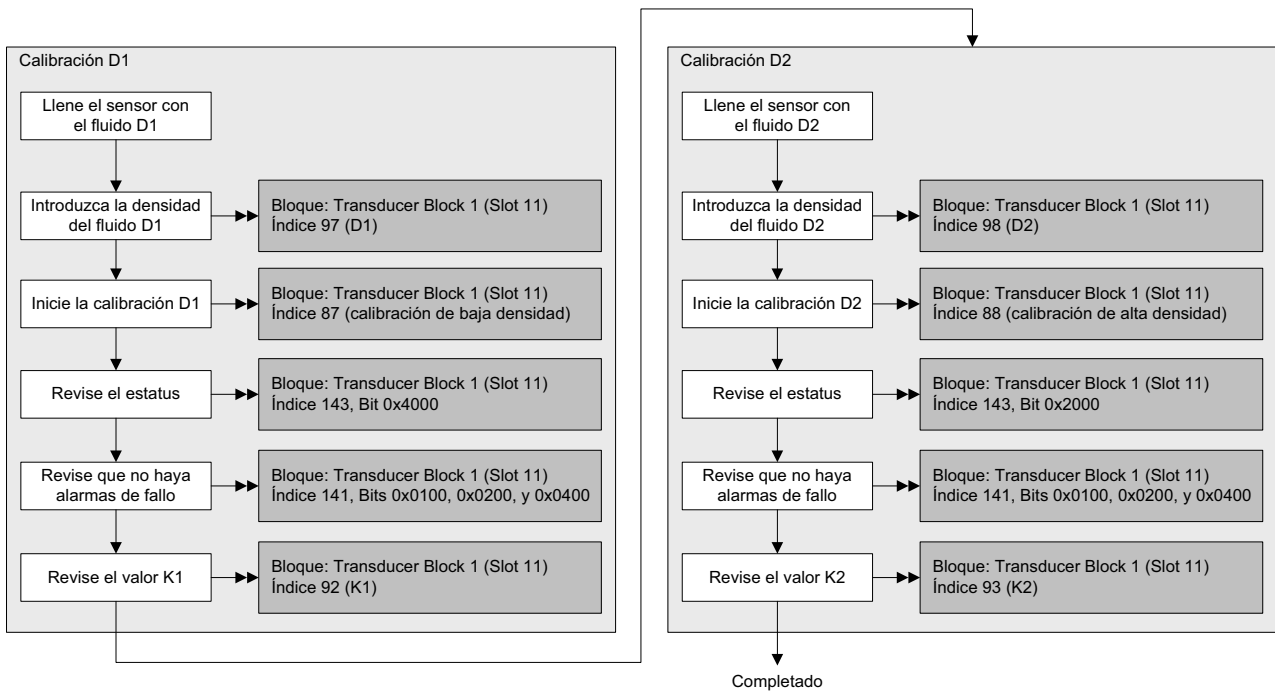 Calibración D1
Llene el sensor con
el fluido D1
Introduzca la densidad
del fluido D1
Bloque: Transducer Block 1 (Slot 11)
Índice 97 (D1)
Inicie la calibración D1
Bloque: Transducer Block 1 (Slot 11)
Índice 87 (calibración de baja densidad)
Revise el estatus
Bloque: Transducer Block 1 (Slot 11)
Índice 143, Bit 0x4000
Revise que no haya
alarmas de fallo
Bloque: Transducer Block 1 (Slot 11)
Índice 141, Bits 0x0100, 0x0200, y 0x0400
Revise el valor K1
Bloque: Transducer Block 1 (Slot 11)
Índice 92 (K1)
Calibración D2
Llene el sensor con
el fluido D2
Introduzca la densidad
del fluido D2
Bloque: Transducer Block 1 (Slot 11)
Índice 98 (D2)
Inicie la calibración D2
Bloque: Transducer Block 1 (Slot 11)
Índice 88 (calibración de alta densidad)
Revise el estatus
Bloque: Transducer Block 1 (Slot 11)
Índice 143, Bit 0x2000
Revise que no haya
alarmas de fallo
Bloque: Transducer Block 1 (Slot 11)
Índice 141, Bits 0x0100, 0x0200, y 0x0400
Revise el valor K2
Bloque: Transducer Block 1 (Slot 11)
Índice 93 (K2)
Completado